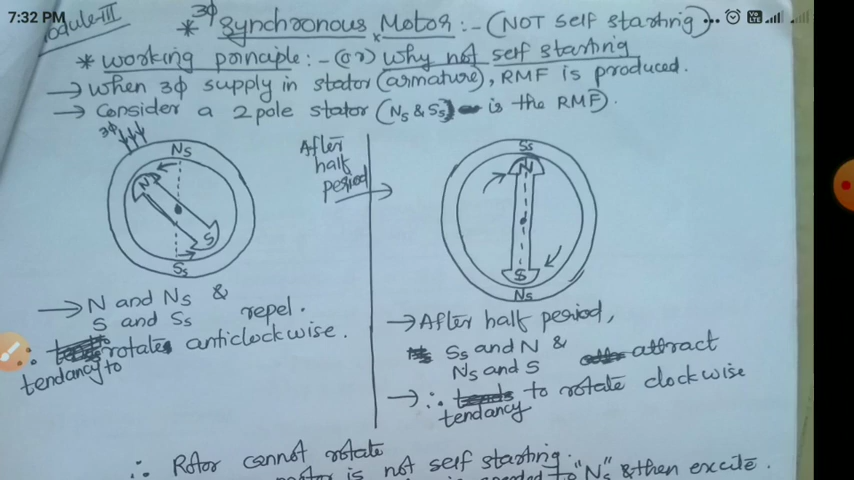 7:32 PM
Module-III
* 3φ Synchronous Motor :- (NOT self starting)...
* working principle :- (or) why not self starting
→ When 3φ supply in stator (armature), RMF is produced.
→ Consider a 2 pole stator (Ns & Ss) is the RMF).
3φ
Ns
N
S
Ss
After
half
period
Ss
N
S
Ns
→ N and Ns &
S and Ss repel.
∴ rotates anticlockwise.
tendancy to
→ After half period,
Ss and N &
Ns and S attract
→ ∴ to rotate clockwise
tendancy
∴ Rotor cannot rotate
is not self starting.
to "Ns" & then excite.